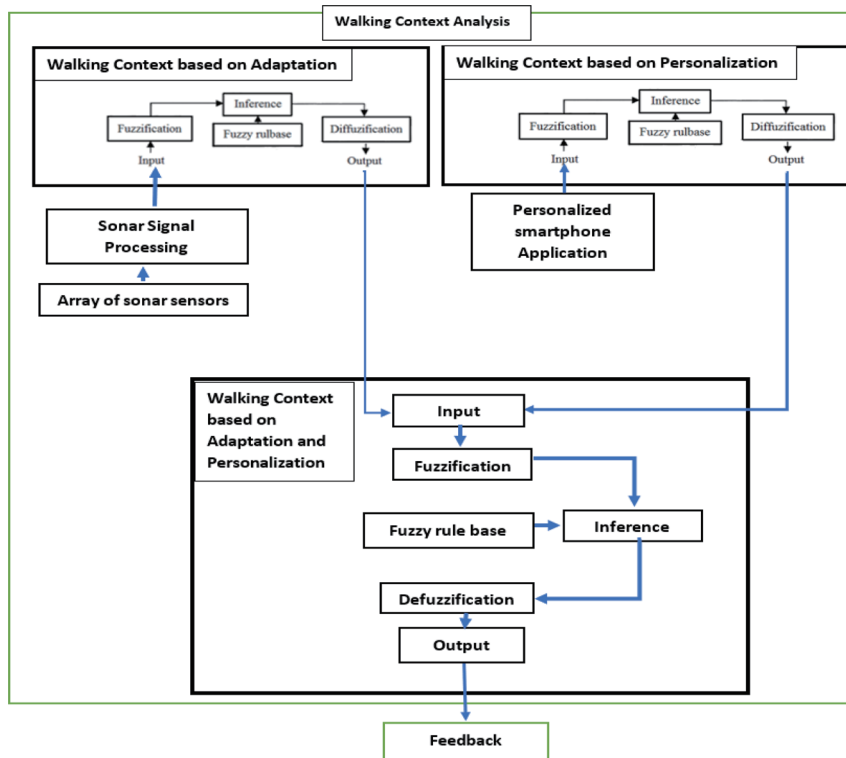 Walking Context Analysis
Walking Context based on Adaptation
Inference
Fuzzification
Fuzzy rulbase
Diffuzification
Input
Output
Walking Context based on Personalization
Inference
Fuzzification
Fuzzy rulbase
Diffuzification
Input
Output
Sonar Signal
Processing
Array of sonar sensors
Personalized
smartphone
Application
Walking Context
based on
Adaptation and
Personalization
Input
Fuzzification
Fuzzy rule base
Inference
Defuzzification
Output
Feedback